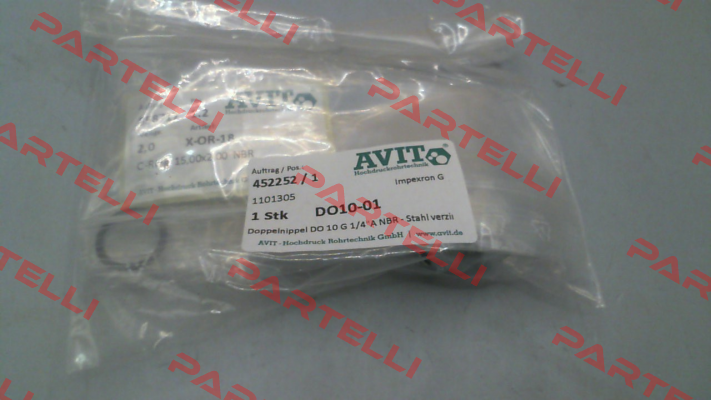 AVIT
Hochdruckrohrtechnik
Auftrag / Pos.
452252 / 1
Impexron G
1101305
1 Stk DO10-01
Doppelnippel DO 10 G 1/4"A NBR - Stahl verzi
AVIT - Hochdruck Rohrtechnik GmbH | www.avit.de
AVIT
Hochdruckrohrtechnik
2.0 X-OR-18
15.00x2.00 NBR
PARTELLI
PARTELLI
PARTELLI
PARTELLI
PARTELLI
PARTELLI